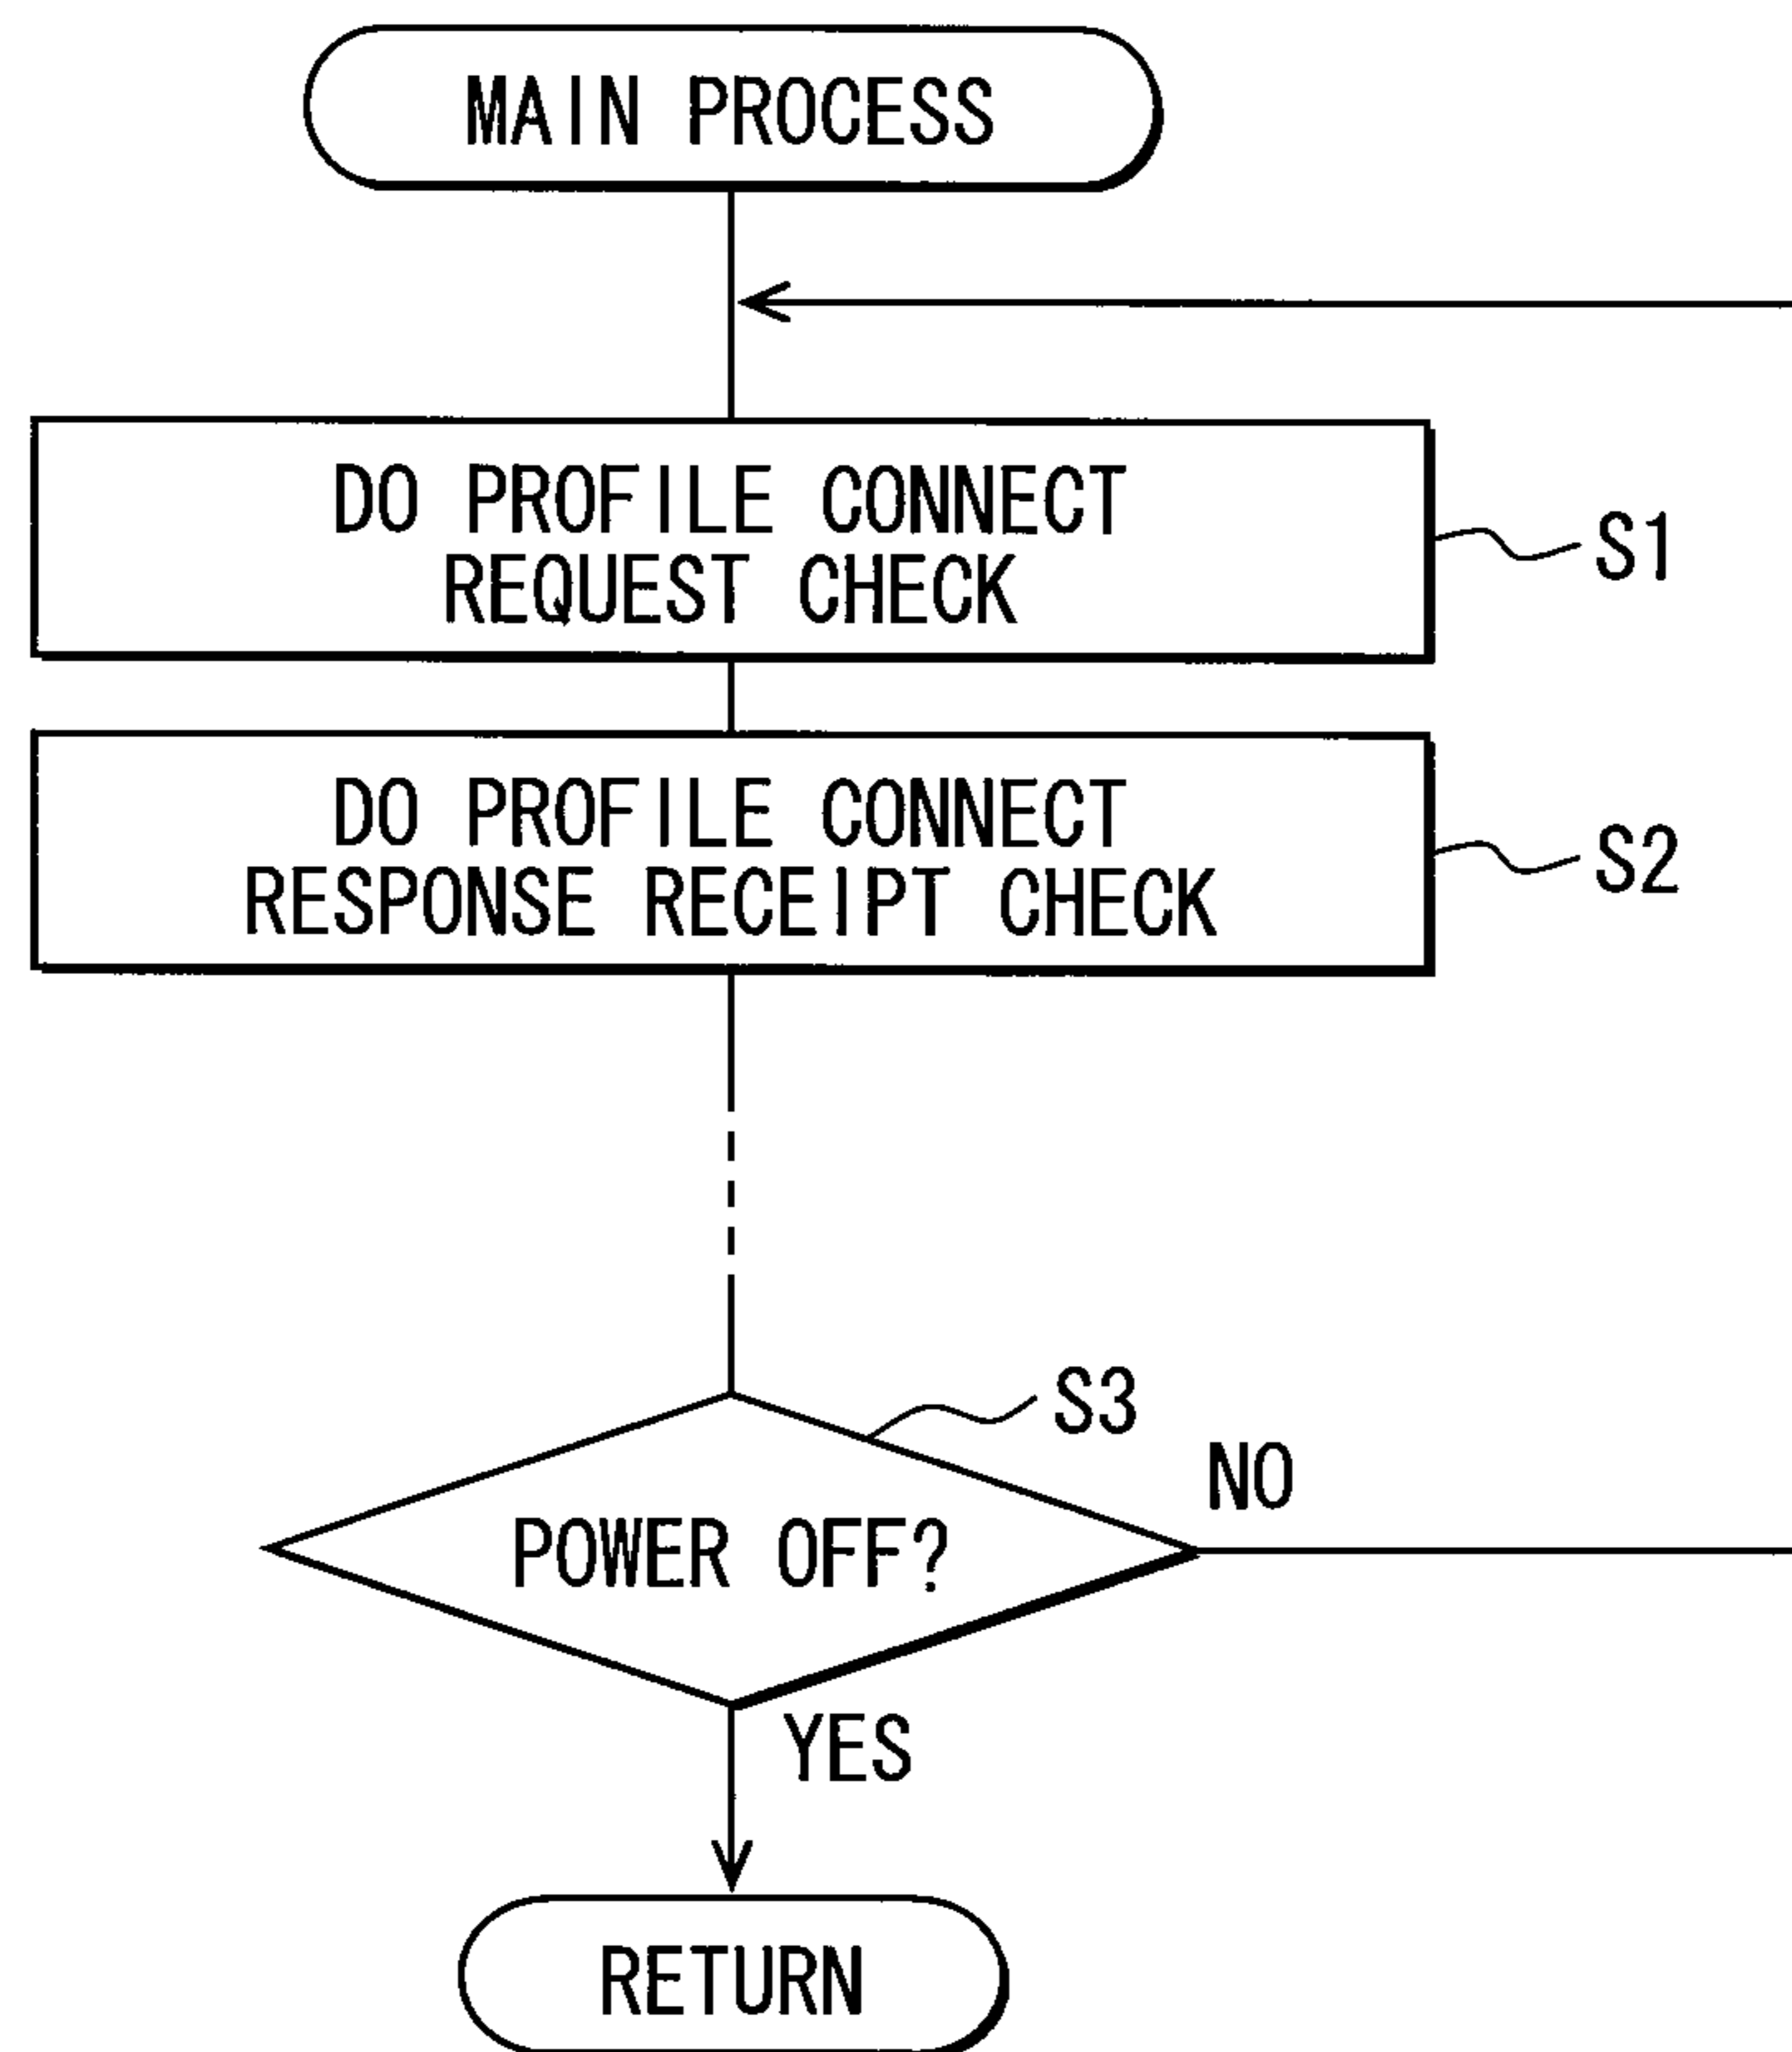 MAIN PROCESS
DO PROFILE CONNECT
REQUEST CHECK
S1
DO PROFILE CONNECT
RESPONSE RECEIPT CHECK
S2
S3
NO
POWER OFF?
YES
RETURN